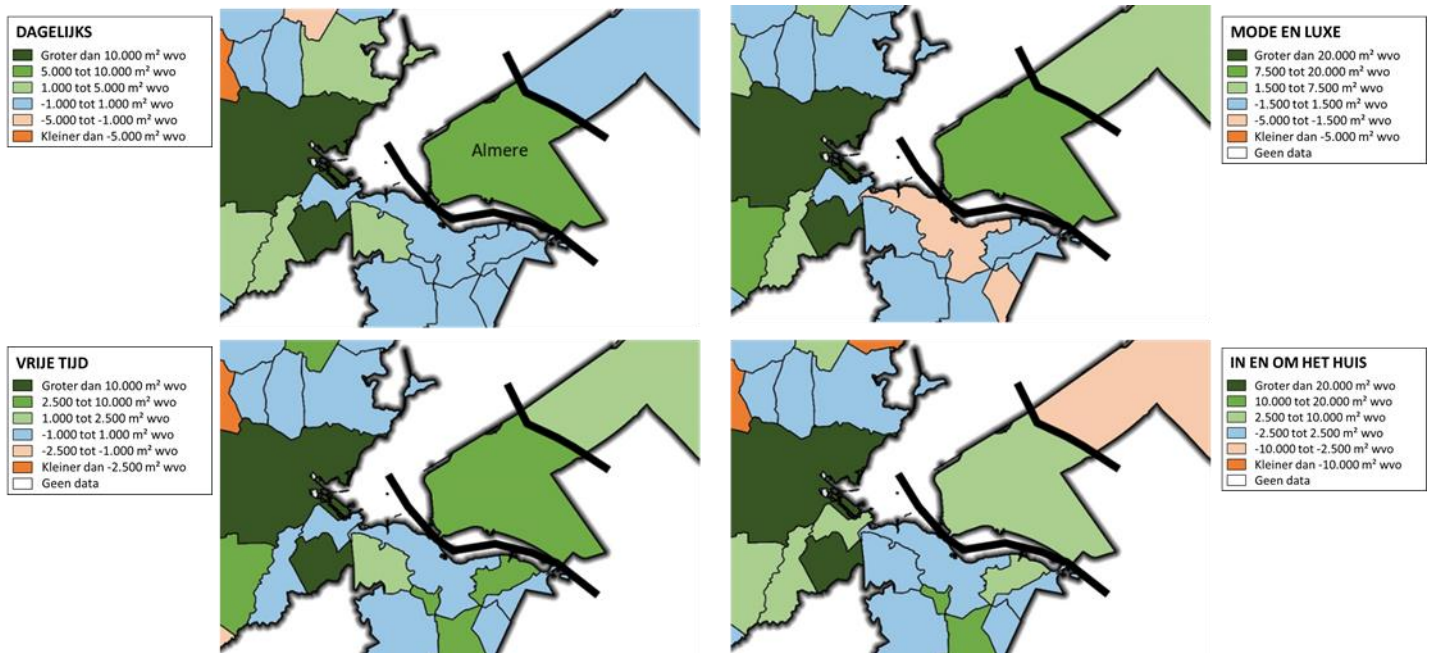 DAGELIJKS
Groter dan 10.000 m² wvo
5.000 tot 10.000 m² wvo
1.000 tot 5.000 m² wvo
-1.000 tot 1.000 m² wvo
-5.000 tot -1.000 m² wvo
Kleiner dan -5.000 m² wvo
Geen data
Almere
MODE EN LUXE
Groter dan 20.000 m² wvo
7.500 tot 20.000 m² wvo
1.500 tot 7.500 m² wvo
-1.500 tot 1.500 m² wvo
-5.000 tot -1.500 m² wvo
Kleiner dan -5.000 m² wvo
Geen data
VRIJE TIJD
Groter dan 10.000 m² wvo
2.500 tot 10.000 m² wvo
1.000 tot 2.500 m² wvo
-1.000 tot 1.000 m² wvo
-2.500 tot -1.000 m² wvo
Kleiner dan -2.500 m² wvo
Geen data
IN EN OM HET HUIS
Groter dan 20.000 m² wvo
10.000 tot 20.000 m² wvo
2.500 tot 10.000 m² wvo
-2.500 tot 2.500 m² wvo
-10.000 tot -2.500 m² wvo
Kleiner dan -10.000 m² wvo
Geen data